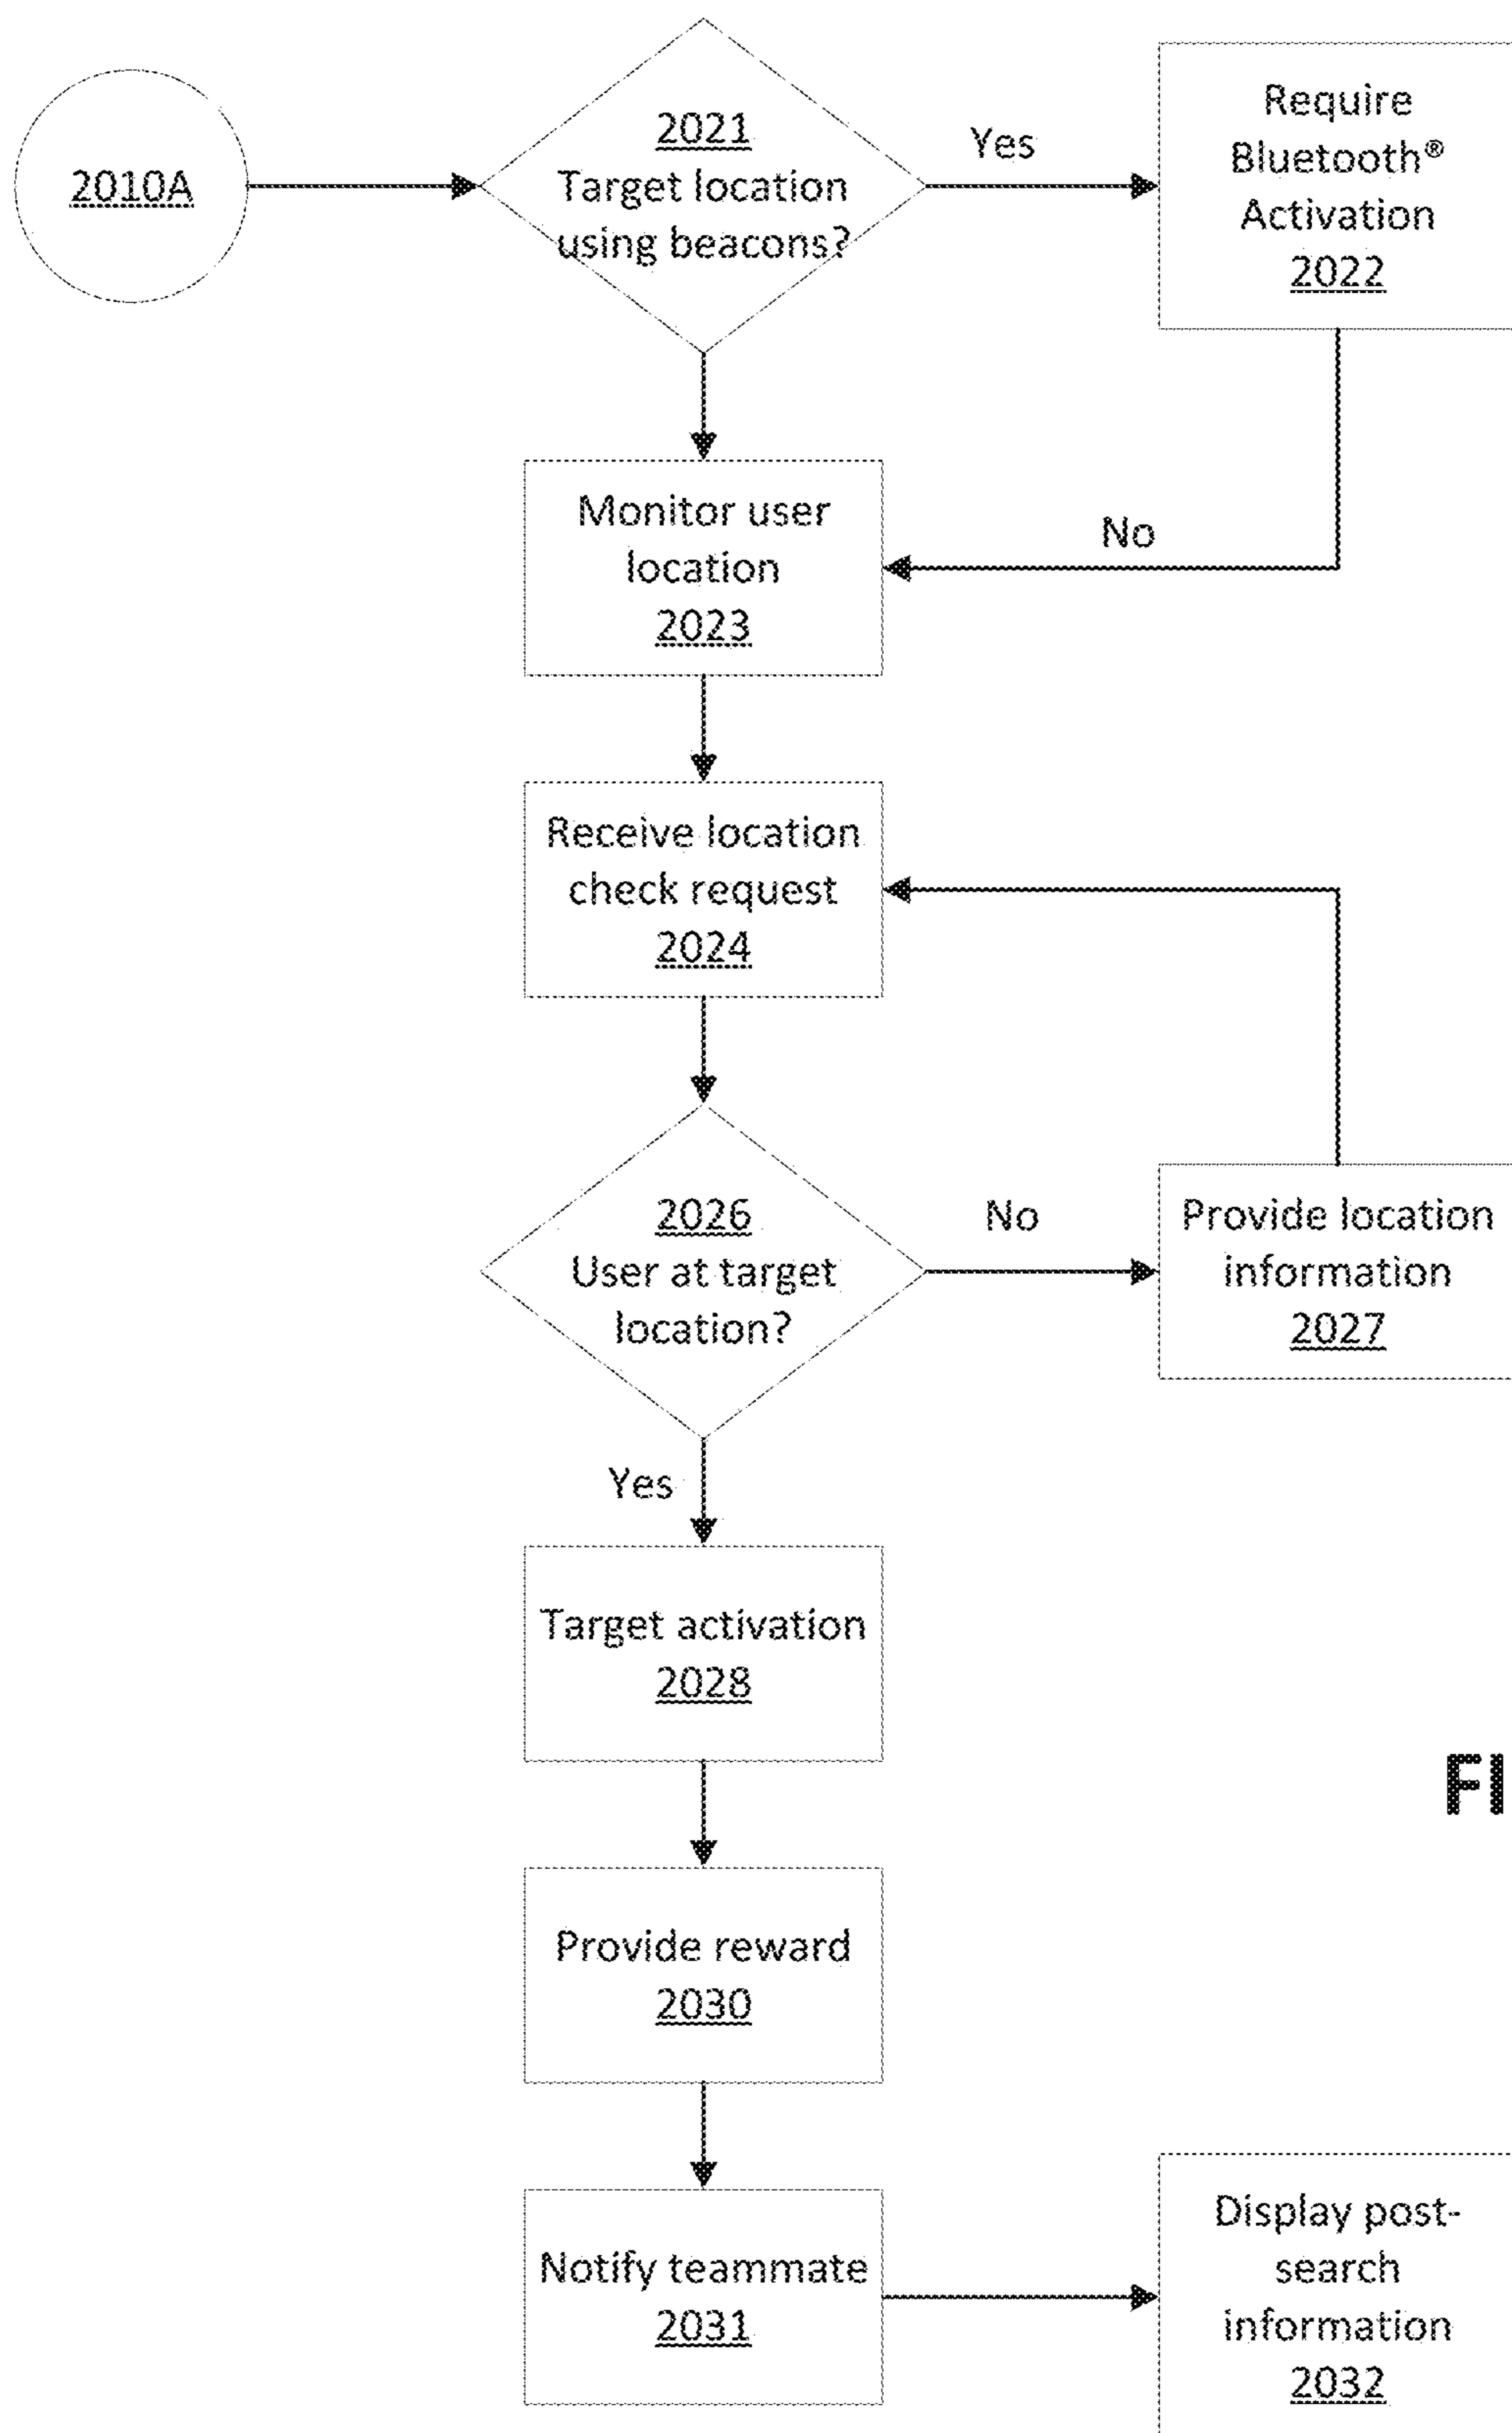 2010A
2021
Target location
using beacons?
Yes
Require
Bluetooth®
Activation
2022
Monitor user
location
2023
No
Receive location
check request
2024
2026
User at target
location?
No
Provide location
information
2027
Yes
Target activation
2028
FI
Provide reward
2030
Notify teammate
2031
Display post-
search
information
2032